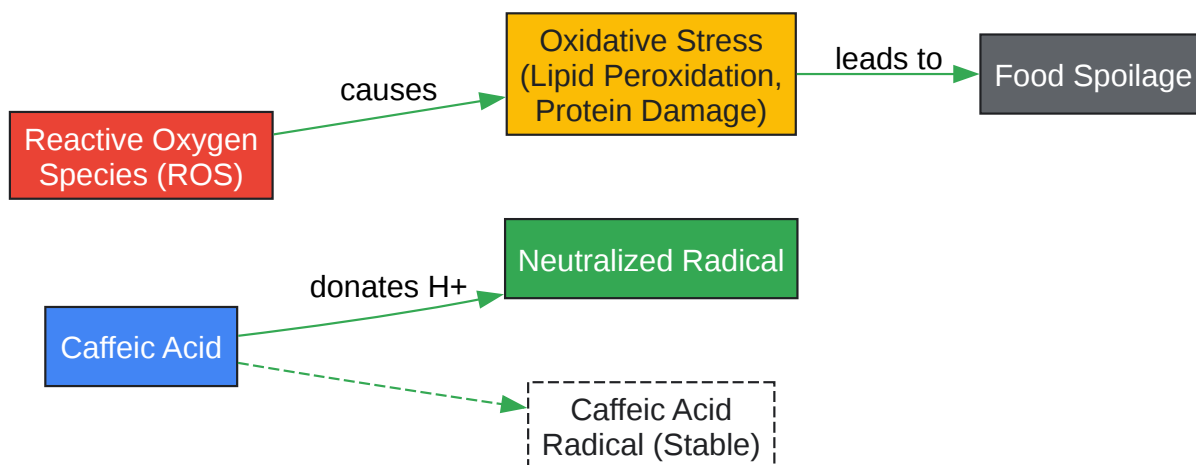 Reactive Oxygen
Species (ROS)
causes
Oxidative Stress
(Lipid Peroxidation,
Protein Damage)
leads to
Food Spoilage
Caffeic Acid
donates H+
Neutralized Radical
Caffeic Acid
Radical (Stable)